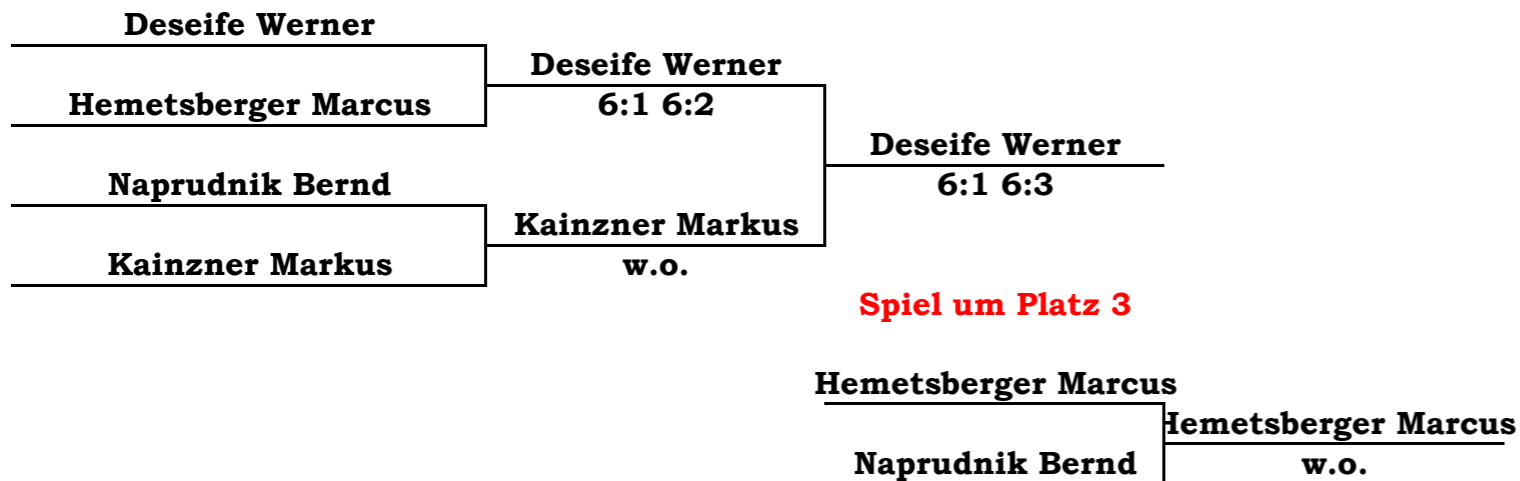 Deseife Werner
Deseife Werner
Hemetsberger Marcus
6:1 6:2
Deseife Werner
Naprudnik Bernd
6:1 6:3
Kainzner Markus
Kainzner Markus
w.o.
Spiel um Platz 3
Hemetsberger Marcus
Hemetsberger Marcus
Naprudnik Bernd
w.o.